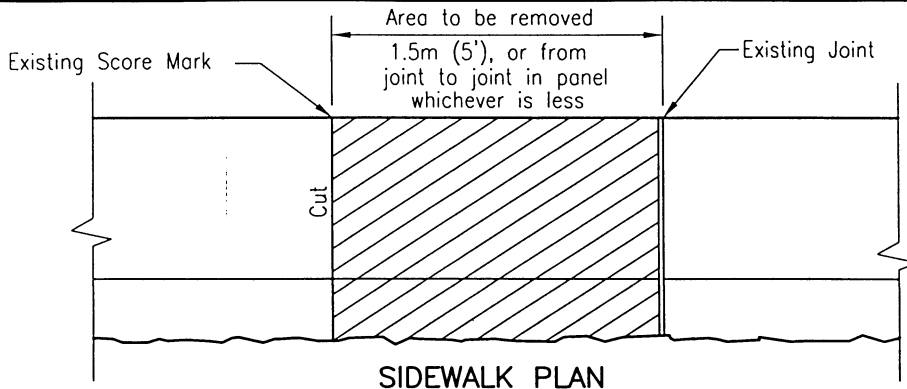 Area to be removed
1.5m (5'), or from
joint to joint in panel
whichever is less
Existing Score Mark
Existing Joint
Cut
SIDEWALK PLAN